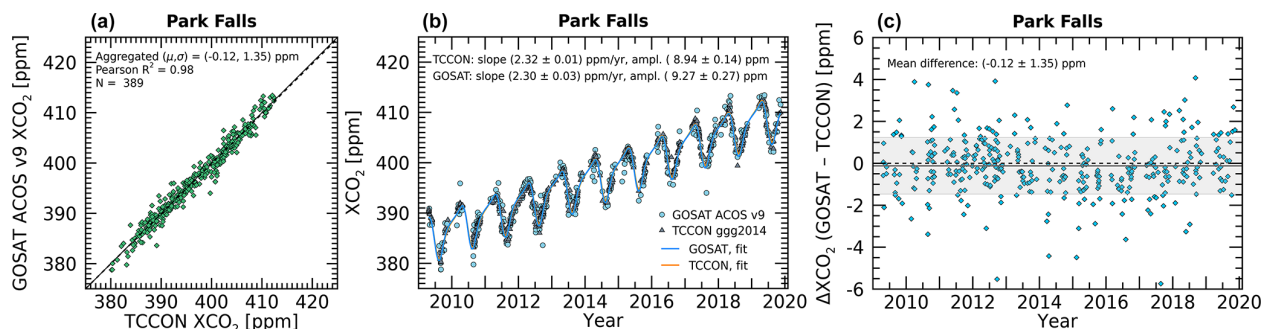 (a)
Park Falls
Aggregated (μ,σ) = (-0.12, 1.35) ppm
Pearson R² = 0.98
N = 389
GOSAT ACOS v9 XCO₂ [ppm]
420
410
400
390
380
380 390 400 410 420
TCCON XCO₂ [ppm]
(b)
Park Falls
TCCON: slope (2.32 ± 0.01) ppm/yr, ampl. ( 8.94 ± 0.14) ppm
GOSAT: slope (2.30 ± 0.03) ppm/yr, ampl. ( 9.27 ± 0.27) ppm
XCO₂ [ppm]
420
410
400
390
380
GOSAT ACOS v9
TCCON ggg2014
GOSAT, fit
TCCON, fit
2010 2012 2014 2016 2018 2020
Year
(c)
Park Falls
Mean difference: (-0.12 ± 1.35) ppm
ΔXCO₂ (GOSAT − TCCON) [ppm]
6
4
2
0
-2
-4
-6
2010 2012 2014 2016 2018 2020
Year